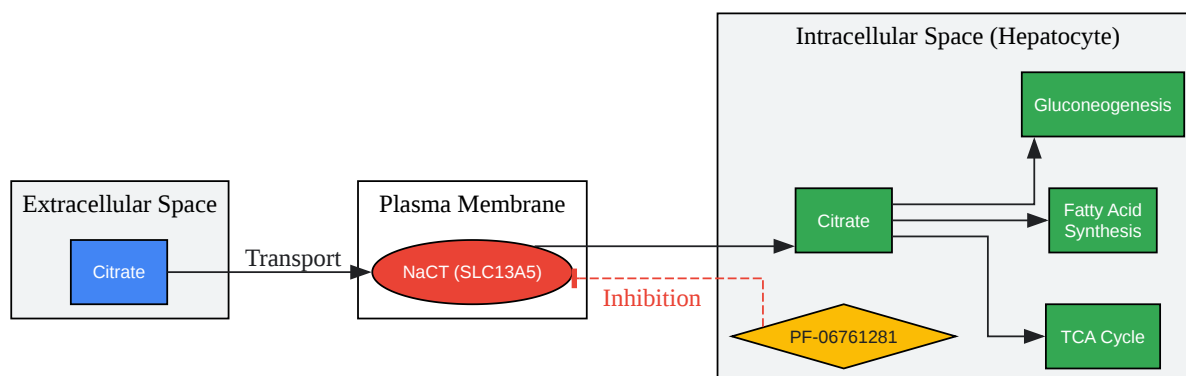 Intracellular Space (Hepatocyte)
Gluconeogenesis
Extracellular Space
Plasma Membrane
Citrate
Fatty Acid
Synthesis
Citrate
Transport
NaCT (SLC13A5)
Inhibition
PF-06761281
TCA Cycle